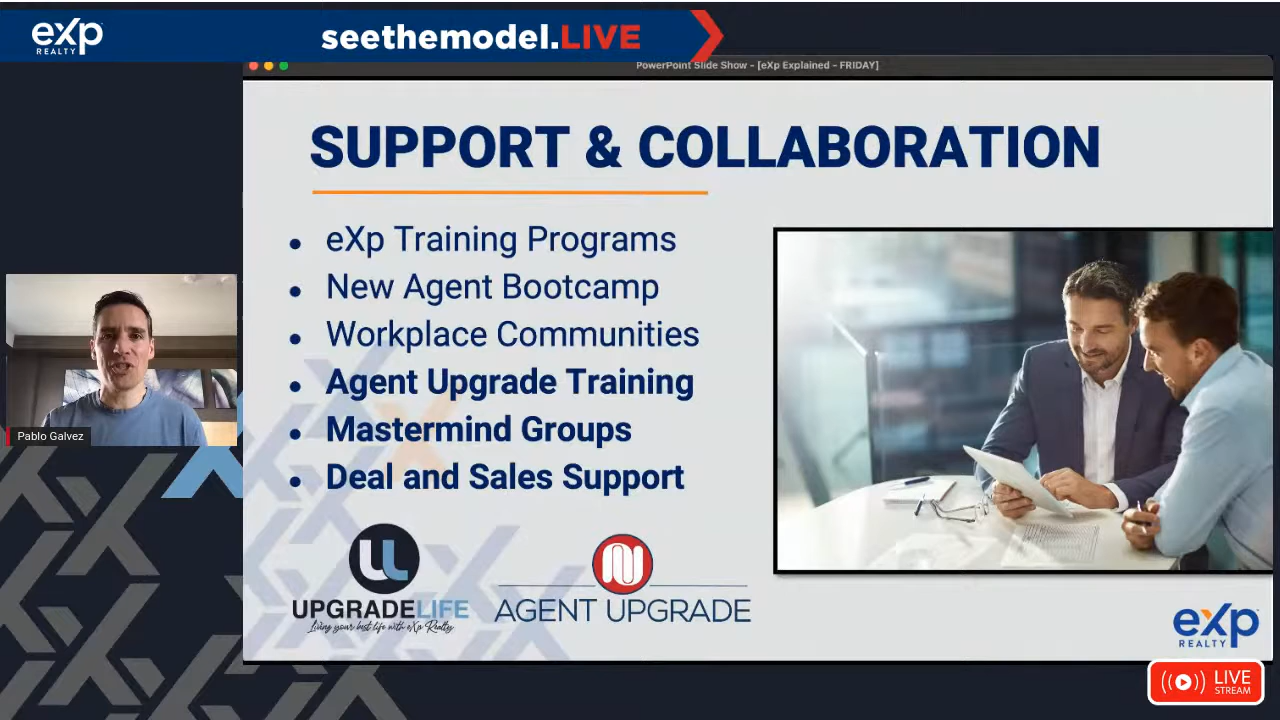 eXp
REALTY
seethemodel.LIVE
PowerPoint Slide Show - [eXp Explained - FRIDAY]
SUPPORT & COLLABORATION
• eXp Training Programs
• New Agent Bootcamp
• Workplace Communities
• Agent Upgrade Training
• Mastermind Groups
• Deal and Sales Support
Pablo Galvez
UPGRADELIFE
Living your best life with eXp Realty
AGENT UPGRADE
eXp
REALTY
LIVE
STREAM